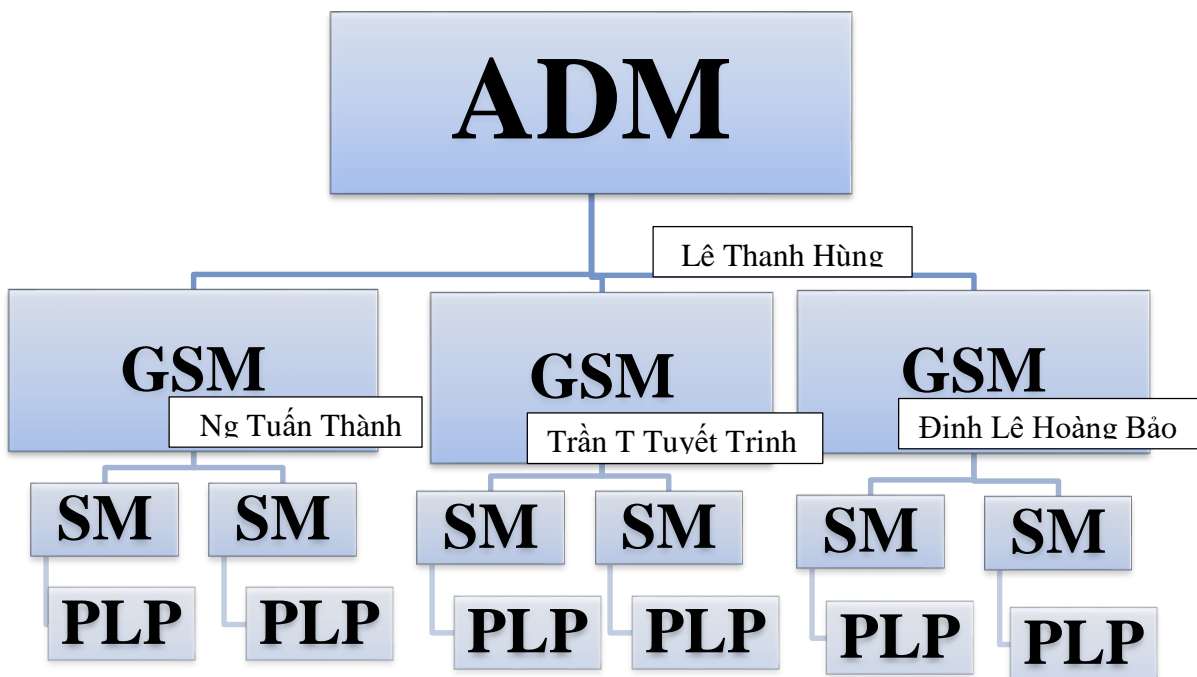 ADM
Lê Thanh Hùng
GSM
Ng Tuấn Thành
GSM
Trần T Tuyết Trinh
GSM
Đinh Lê Hoàng Bảo
SM
SM
SM
SM
SM
SM
PLP
PLP
PLP
PLP
PLP
PLP